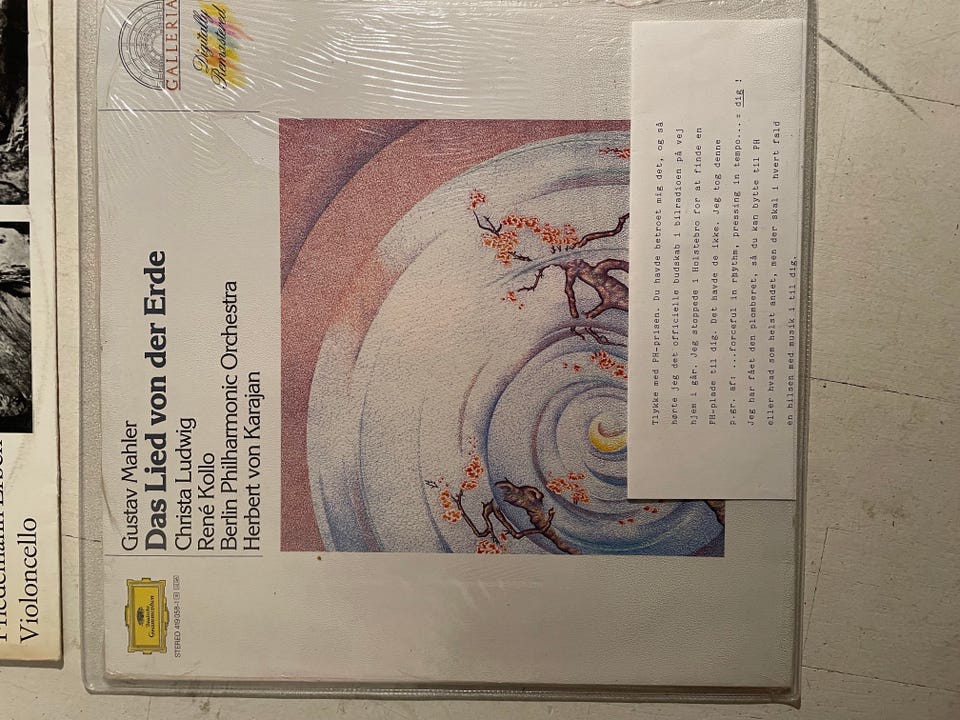 Violoncello
GALLERIA
Digitally
Remastered
Gustav Mahler
Das Lied von der Erde
Christa Ludwig
René Kollo
Berlin Philharmonic Orchestra
Herbert von Karajan
Deutsche
Grammophon
STEREO 419 058-1
Tlykke med PH-prisen. Du havde betroet mig det, og så
hørte jeg det officielle budskab i bilradioen på vej
hjem i går. Jeg stoppede i Holstebro for at finde en
PH-plade til dig. Det havde de ikke. Jeg tog denne
p.gr. af: ...forceful in rhythm, pressing in tempo... = dig !
Jeg har fået den plomberet, så du kan bytte til PH
eller hvad som helst andet, men der skal i hvert fald
en hilsen med musik i til dig.